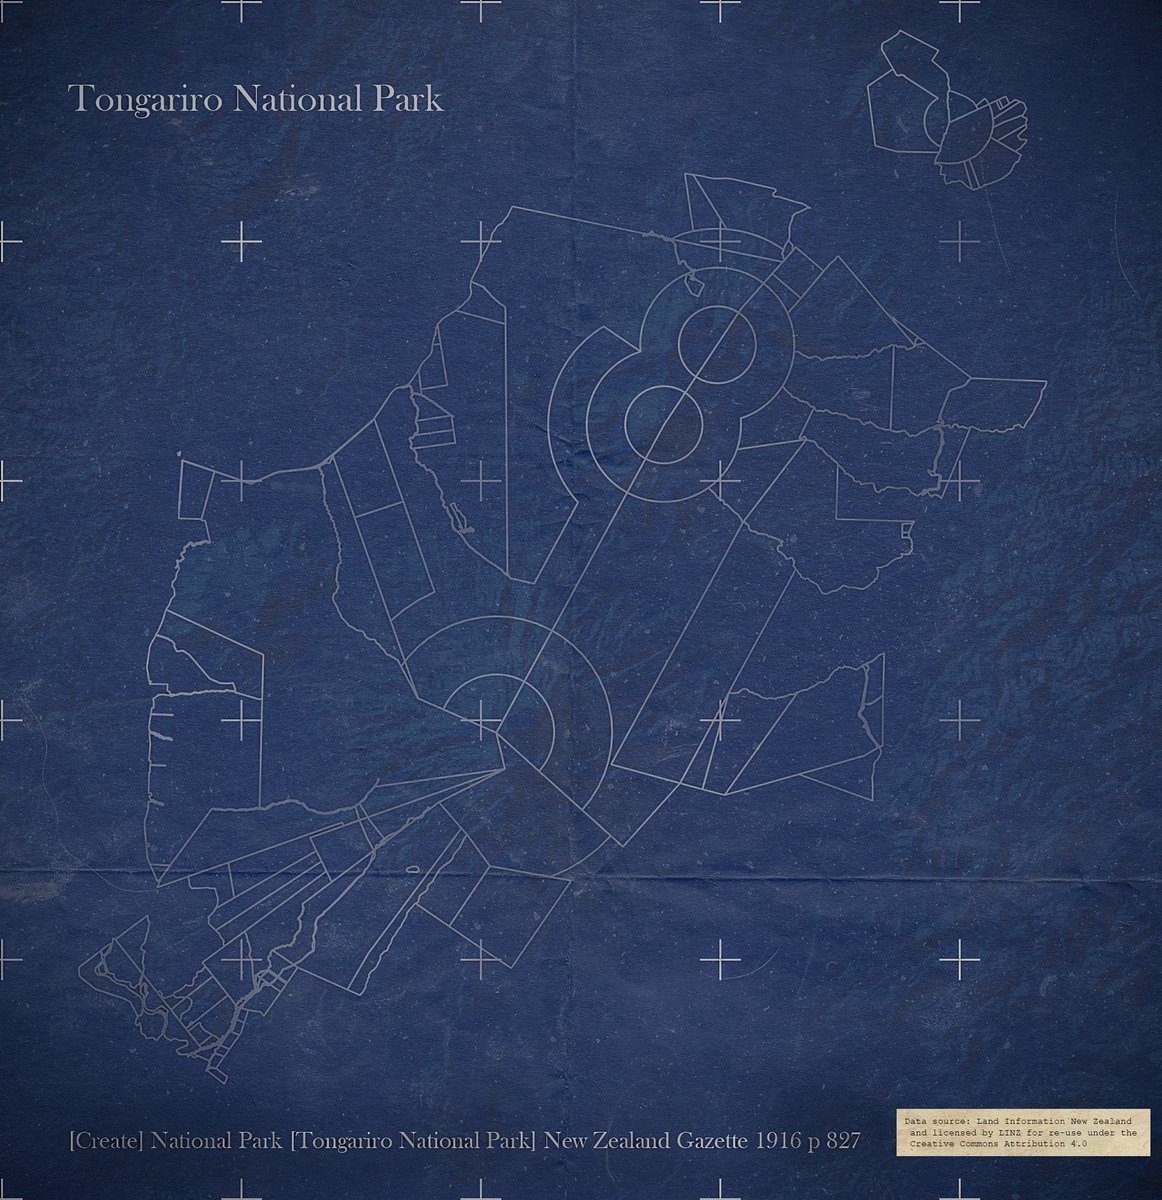 Tongariro National Park
[Create] National Park [Tongariro National Park] New Zealand Gazette 1916 p 827
Data source: Land Information New Zealand
and licensed by LINZ for re-use under the
Creative Commons Attribution 4.0